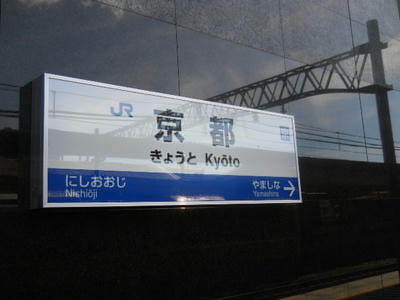 JR
京都
きょうと Kyōto
にしおおじ やましな →
Nishiōji Yamashina